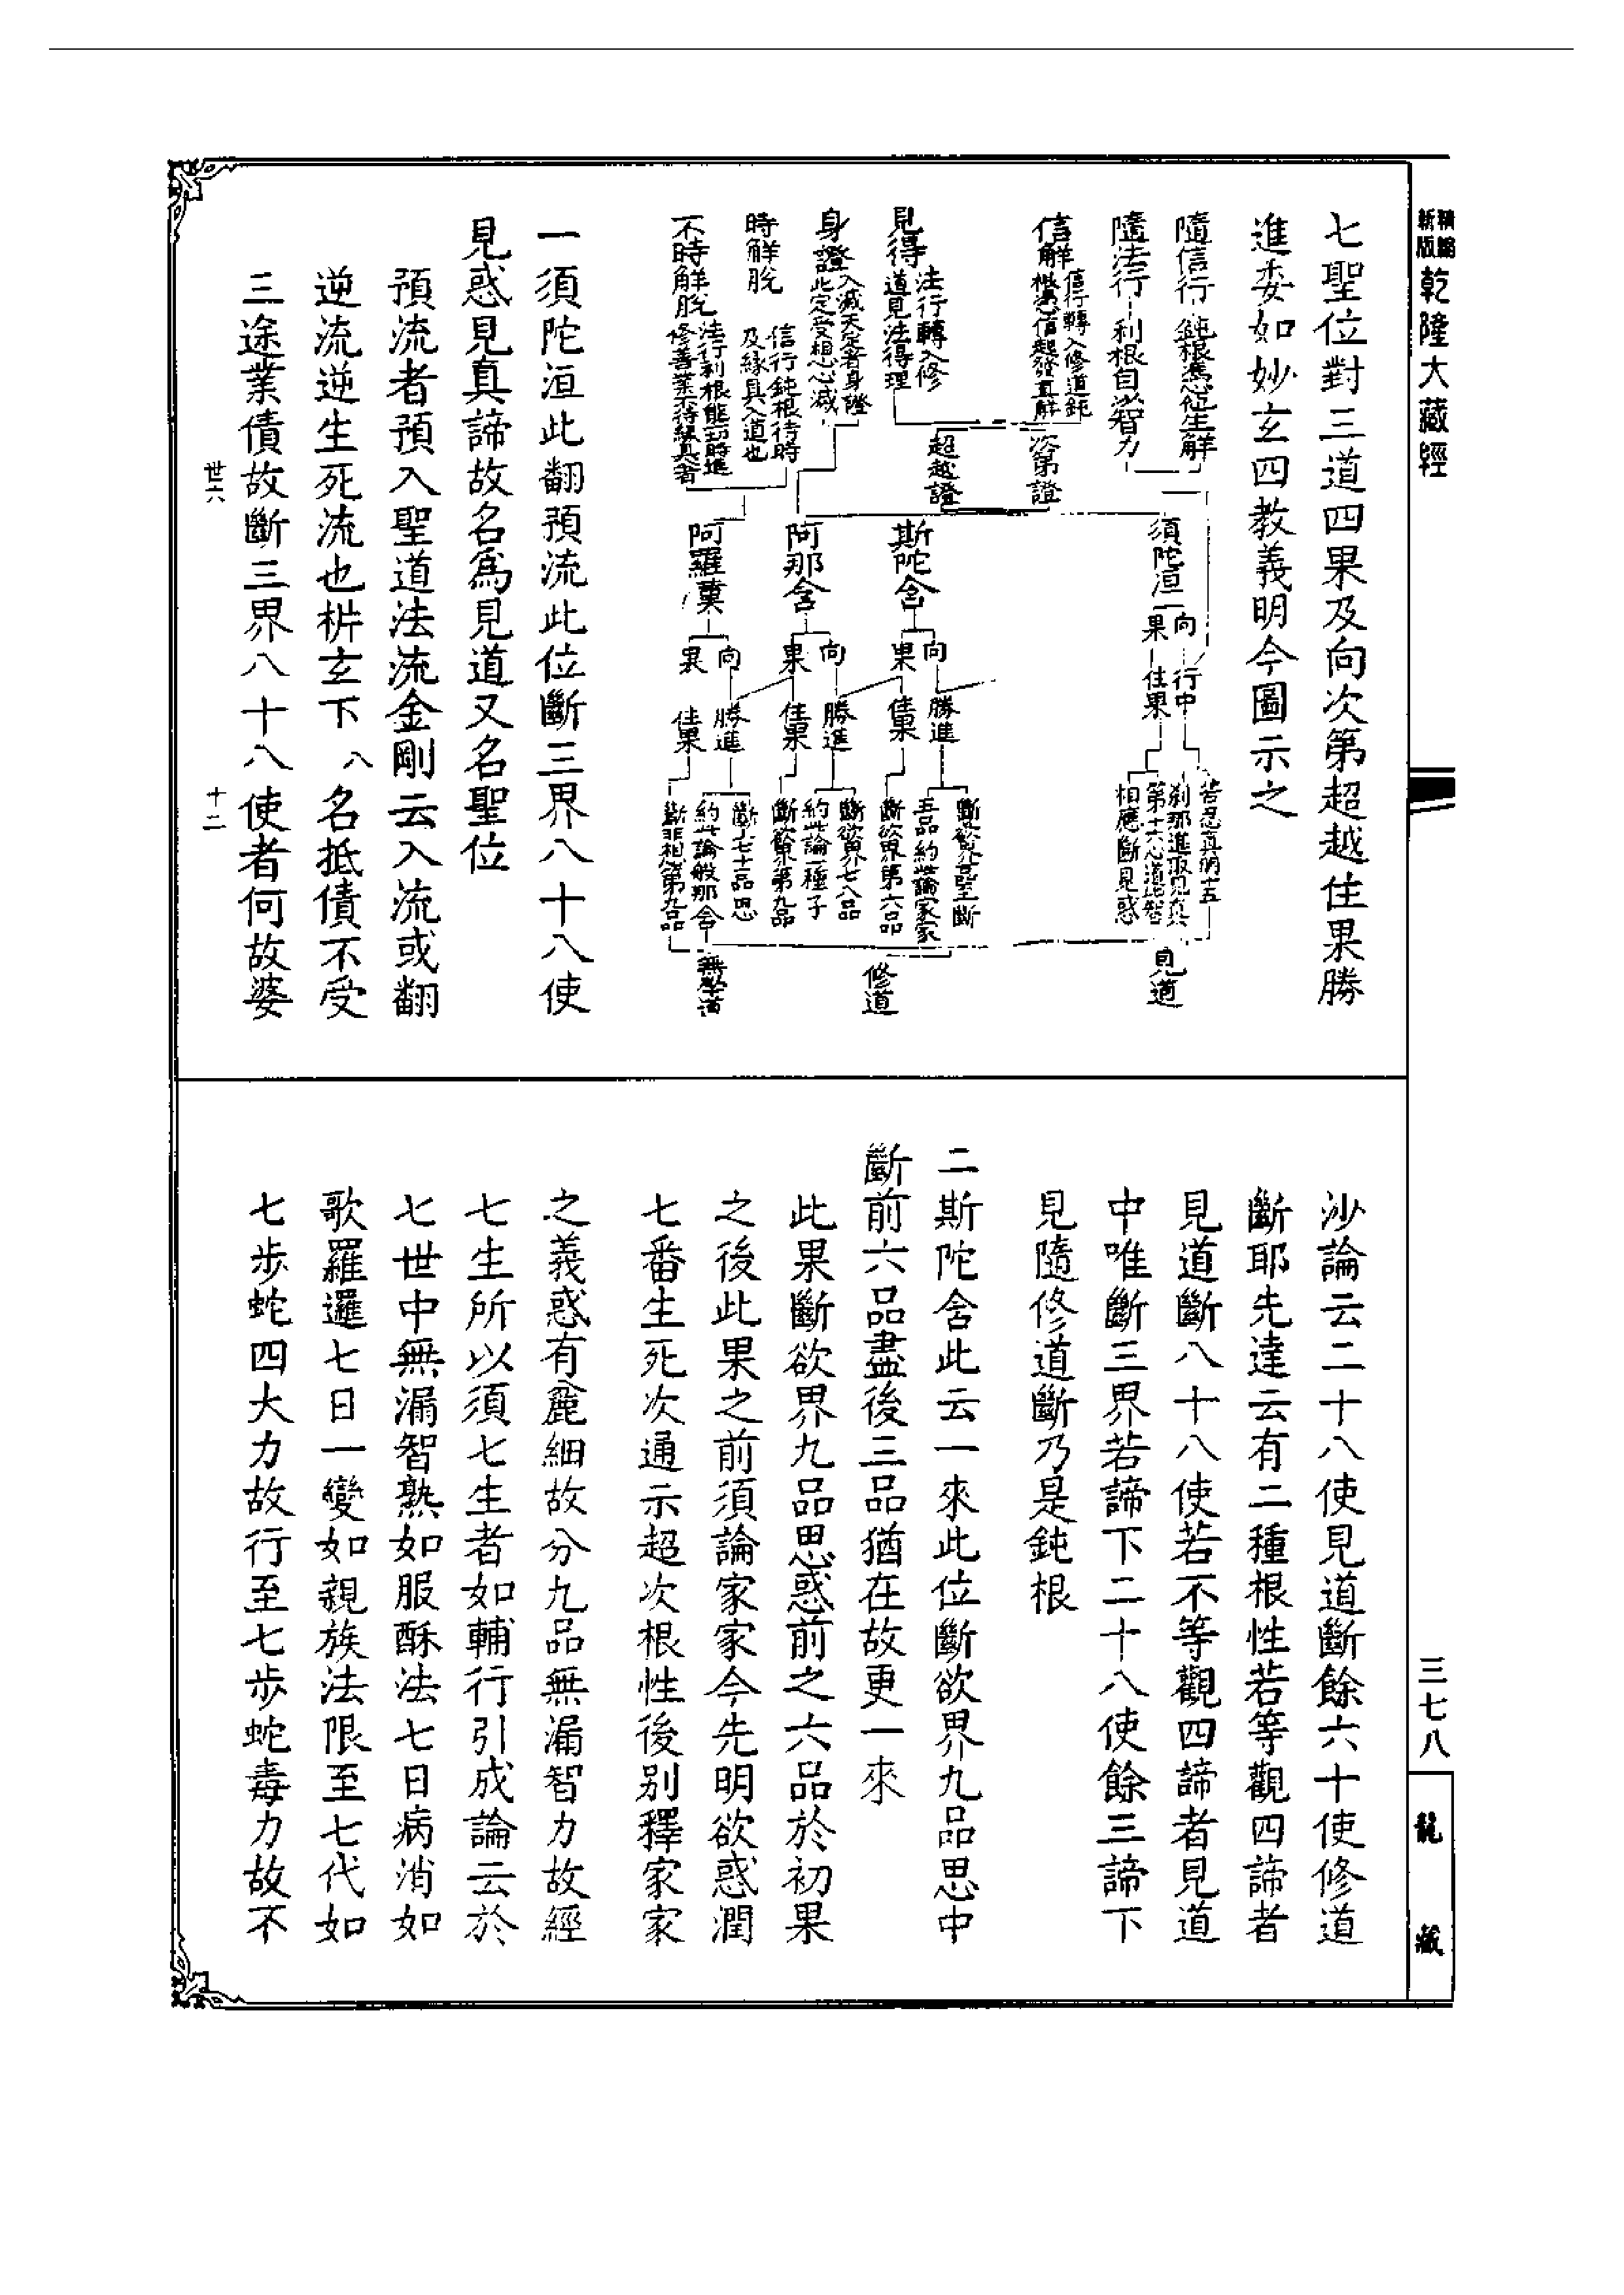 精縮
新版
乾隆大藏經
三七八
龍藏
七聖位對三道四果及向次第超越住果勝
進委如妙玄四教義明今圖示之
隨信行
鈍根憑他生解
隨法行
利根自以智力
信解
信行轉入修道鈍
根憑信起發真解
見得
法行轉入修
道見法得理
身證
入滅定者身證
此定受想心滅
時解脫
信行鈍根待時
及緣具入道也
不時解脫
修善業不待緣具者
次第證
超越證
須陀洹
向
果
行中
住果
斯陀含
向
果
勝進
住果
阿那含
向
果
勝進
住果
阿羅漢
向
果
勝進
住果
苦忍真明十五
剎那進取見真
第十六心道比智
相應斷見惑
五品約此論家家
斷欲界第六品
斷欲界七八品
約此論一種子
斷欲界第九品
斷七十一品思
約此論般那含
斷非想第九品
見道
修道
無學道
一須陀洹此翻預流此位斷三界八十八使
見惑見真諦故名為見道又名聖位
預流者預入聖道法流金剛云入流或翻
逆流逆生死流也栴玄下八名抵債不受
三途業債故斷三界八十八使者何故婆
世六
十二
沙論云二十八使見道斷餘六十使修道
斷耶先達云有二種根性若等觀四諦者
見道斷八十八使若不等觀四諦者見道
中唯斷三界若諦下二十八使餘三諦下
見隨修道斷乃是鈍根
二斯陀含此云一來此位斷欲界九品思中
斷前六品盡後三品猶在故更一來
此果斷欲界九品思惑前之六品於初果
之後此果之前須論家家今先明欲惑潤
七番生死次通示超次根性後別釋家家
之義惑有麄細故分九品無漏智力故經
七生所以須七生者如輔行引成論云於
七世中無漏智熟如服酥法七日病消如
歌羅邏七日一變如親族法限至七代如
七步蛇四大力故行至七步蛇毒力故不